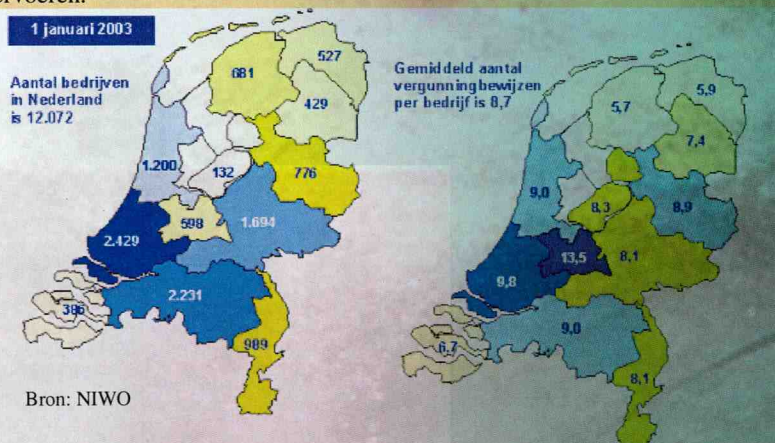 ervoeren.
1 januari 2003
Aantal bedrijven
in Nederland
is 12.072
681
527
429
1.200
132
776
598
1.694
2.429
2.231
386
989
Bron: NIWO
Gemiddeld aantal
vergunningbewijzen
per bedrijf is 8,7
5,7
5,9
7,4
9,0
8,3
8,9
13,5
8,1
9,8
9,0
6,7
8,1